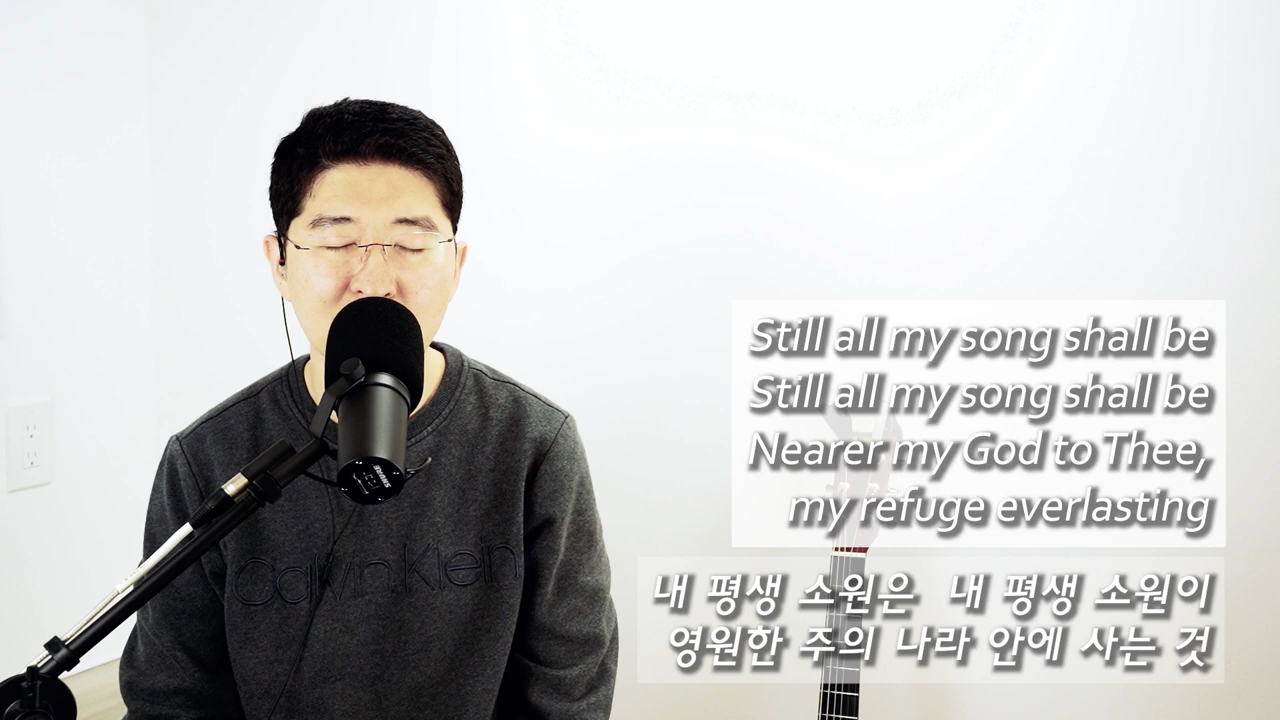 Still all my song shall be
Still all my song shall be
Nearer my God to Thee,
my refuge everlasting
내 평생 소원은 내 평생 소원이
영원한 주의 나라 안에 사는 것
Calvin Klein
SHURE